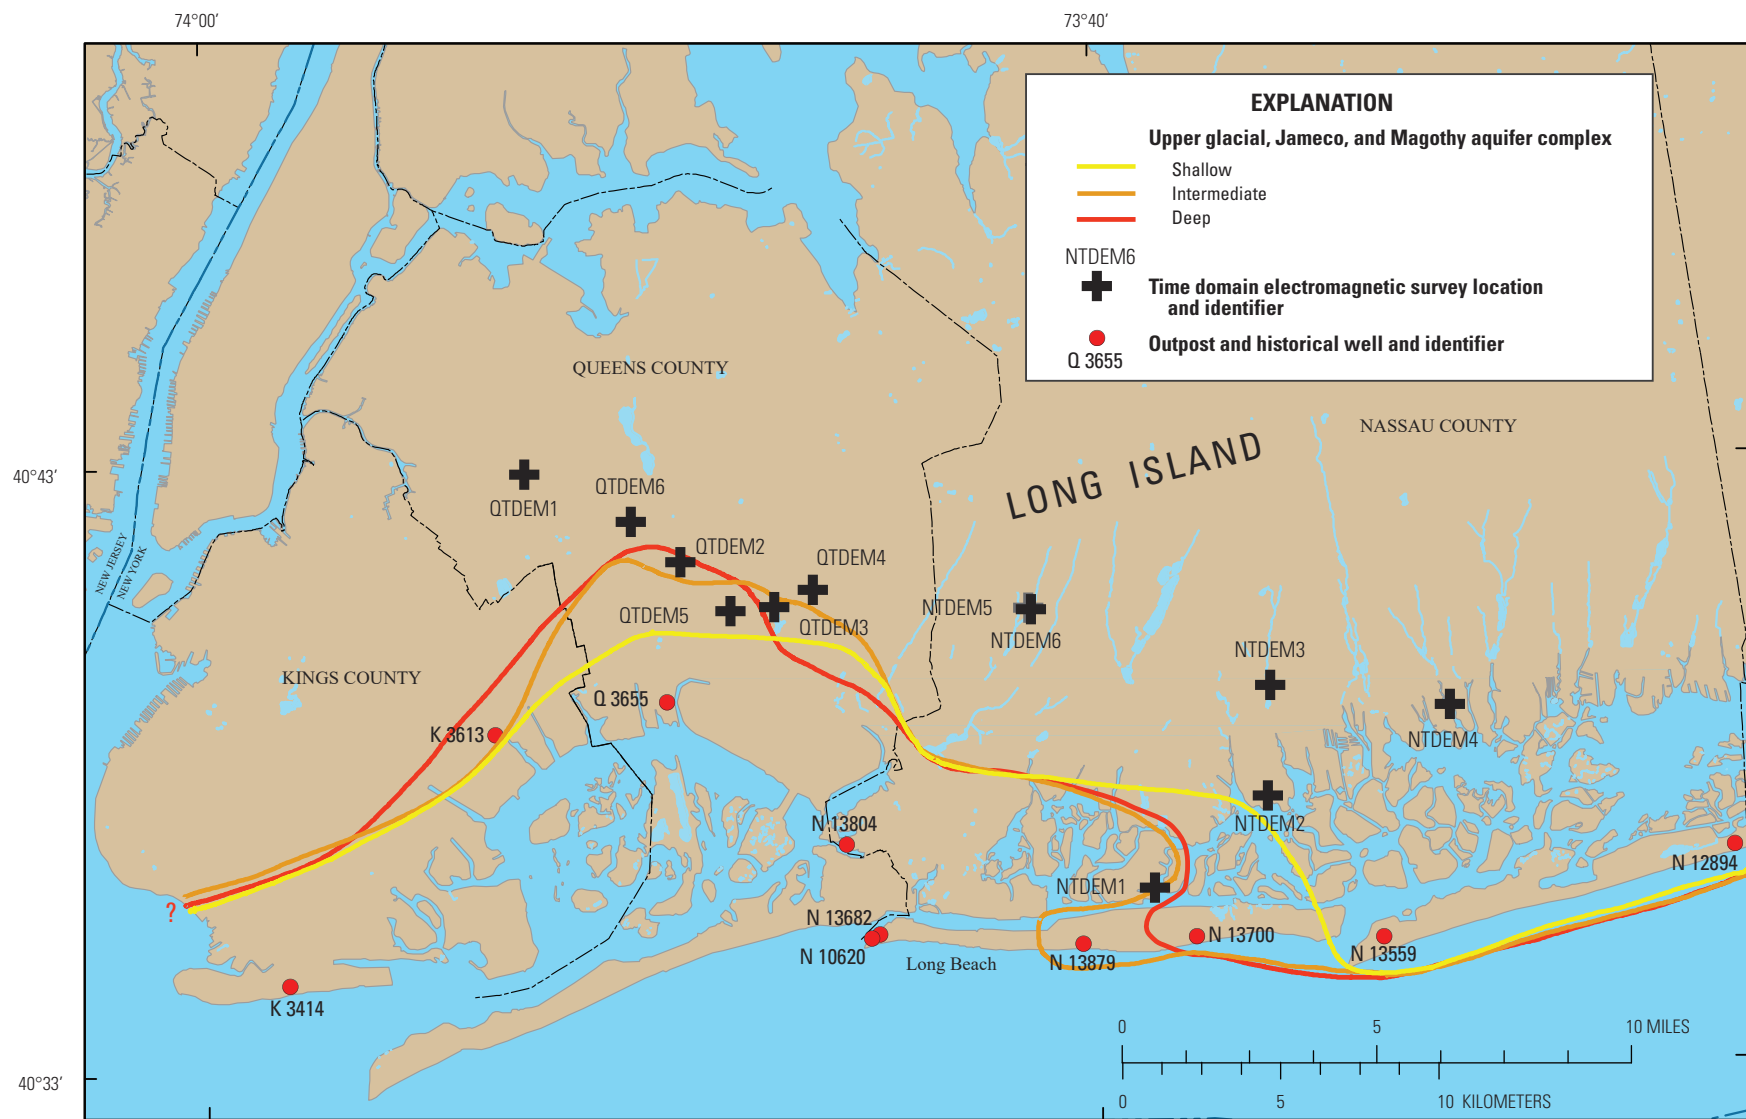 74°00′
73°40′
EXPLANATION
Upper glacial, Jameco, and Magothy aquifer complex
Shallow
Intermediate
Deep
NTDEM6
Time domain electromagnetic survey location
and identifier
Outpost and historical well and identifier
Q 3655
QUEENS COUNTY
NASSAU COUNTY
LONG ISLAND
40°43′
QTDEM1
QTDEM6
QTDEM2
QTDEM4
NEW JERSEY
NEW YORK
QTDEM5
QTDEM3
NTDEM5
NTDEM6
NTDEM3
KINGS COUNTY
Q 3655
K 3613
NTDEM4
N 13804
NTDEM2
N 12894
NTDEM1
?
N 13682
N 10620
Long Beach
N 13879
N 13700
N 13559
K 3414
0 5 10 MILES
0 5 10 KILOMETERS
40°33′